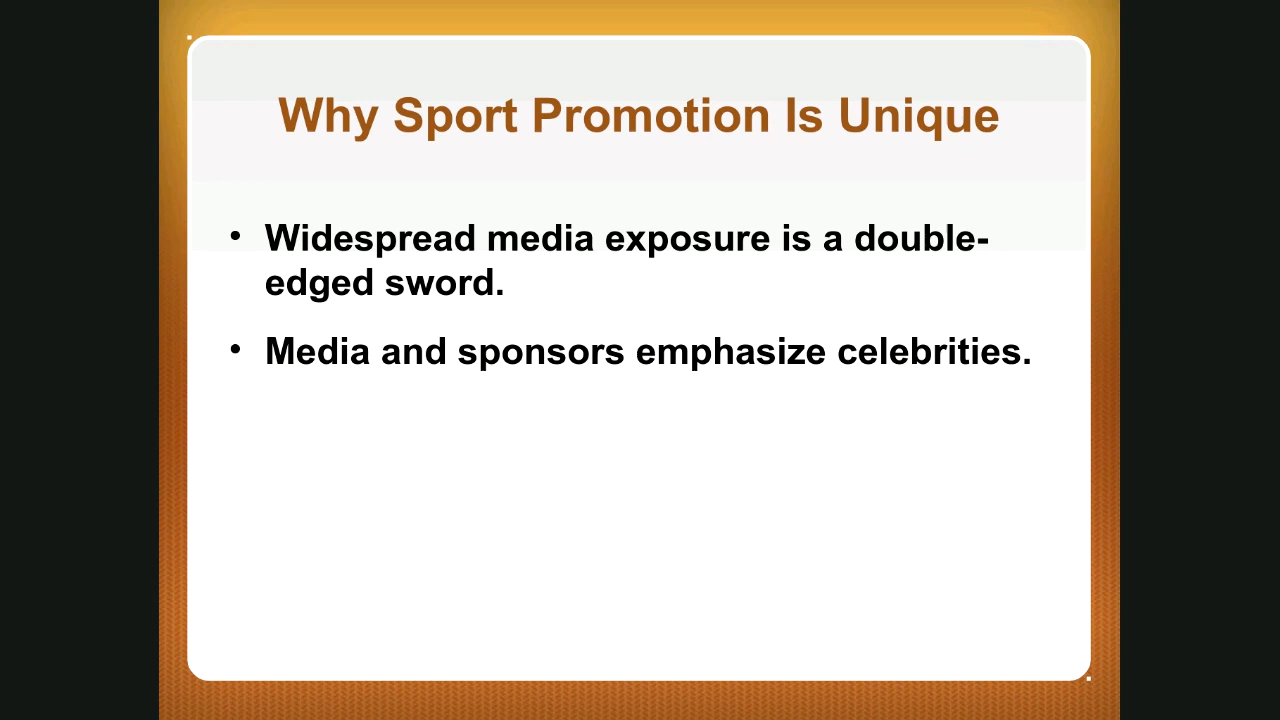 Why Sport Promotion Is Unique
• Widespread media exposure is a double-
edged sword.
• Media and sponsors emphasize celebrities.